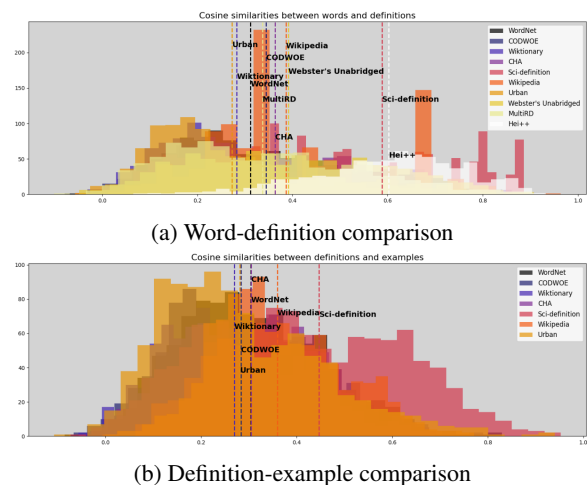 Cosine similarities between words and definitions
200
150
100
50
0
0.0 0.2 0.4 0.6 0.8 1.0
Urban
Wikipedia
CODWOE
Webster's Unabridged
Wiktionary
WordNet
MultiRD
Sci-definition
CHA
Hei++
WordNet
CODWOE
Wiktionary
CHA
Sci-definition
Wikipedia
Urban
Webster's Unabridged
MultiRD
Hei++
(a) Word-definition comparison
Cosine similarities between definitions and examples
100
80
60
40
20
0
0.0 0.2 0.4 0.6 0.8 1.0
CHA
WordNet
Wikipedia
Sci-definition
Wiktionary
CODWOE
Urban
WordNet
CODWOE
Wiktionary
CHA
Sci-definition
Wikipedia
Urban
(b) Definition-example comparison